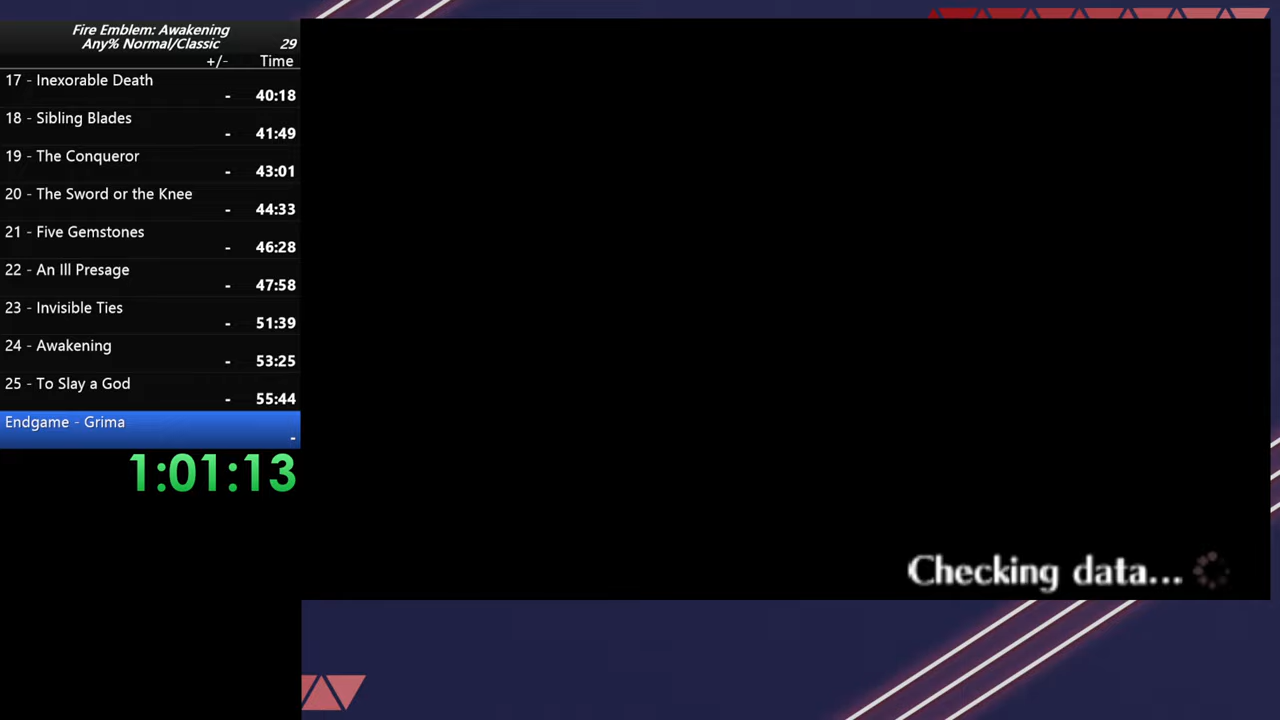 Fire Emblem: Awakening
Any% Normal/Classic 29
+/- Time
17 - Inexorable Death
- 40:18
18 - Sibling Blades
- 41:49
19 - The Conqueror
- 43:01
20 - The Sword or the Knee
- 44:33
21 - Five Gemstones
- 46:28
22 - An Ill Presage
- 47:58
23 - Invisible Ties
- 51:39
24 - Awakening
- 53:25
25 - To Slay a God
- 55:44
Endgame - Grima
-
1:01:13
Checking data...